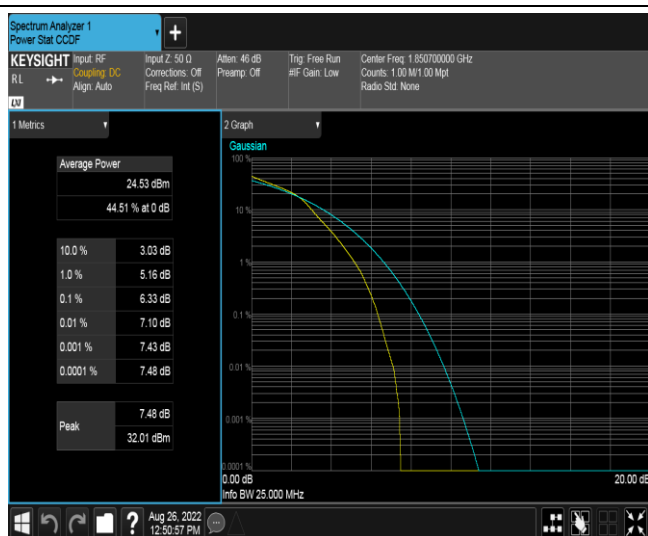 Spectrum Analyzer 1
Power Stat CCDF
+
KEYSIGHT
RL
LXI
Input: RF
Coupling: DC
Align: Auto
Input Z: 50 Ω
Corrections: Off
Freq Ref: Int (S)
Atten: 46 dB
Preamp: Off
Trig: Free Run
#IF Gain: Low
Center Freq: 1.850700000 GHz
Counts: 1.00 M/1.00 Mpt
Radio Std: None
1 Metrics
Average Power
24.53 dBm
44.51 % at 0 dB
10.0 % 3.03 dB
1.0 % 5.16 dB
0.1 % 6.33 dB
0.01 % 7.10 dB
0.001 % 7.43 dB
0.0001 % 7.48 dB
Peak
7.48 dB
32.01 dBm
2 Graph
Gaussian
100 %
10 %
1 %
0.1 %
0.01 %
0.001 %
0.0001 %
0.00 dB 20.00 dB
Info BW 25.000 MHz
?
Aug 26, 2022
12:50:57 PM